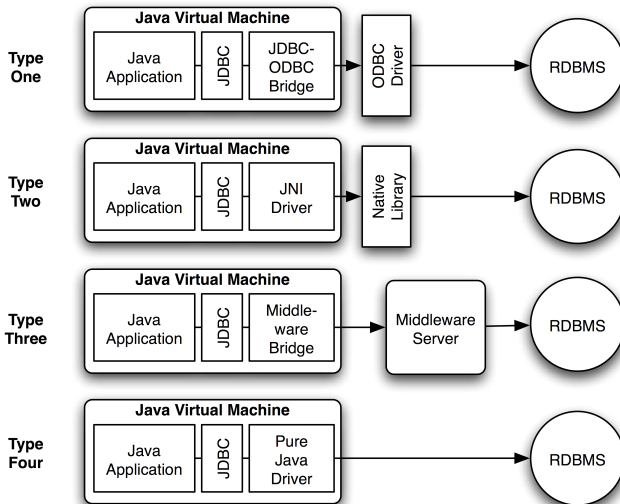 Java Virtual Machine
Type
One
Java
Application
JDBC
JDBC-
ODBC
Bridge
ODBC
Driver
RDBMS
Java Virtual Machine
Type
Two
Java
Application
JDBC
JNI
Driver
Native
Library
RDBMS
Java Virtual Machine
Type
Three
Java
Application
JDBC
Middle-
ware
Bridge
Middleware
Server
RDBMS
Java Virtual Machine
Type
Four
Java
Application
JDBC
Pure
Java
Driver
RDBMS